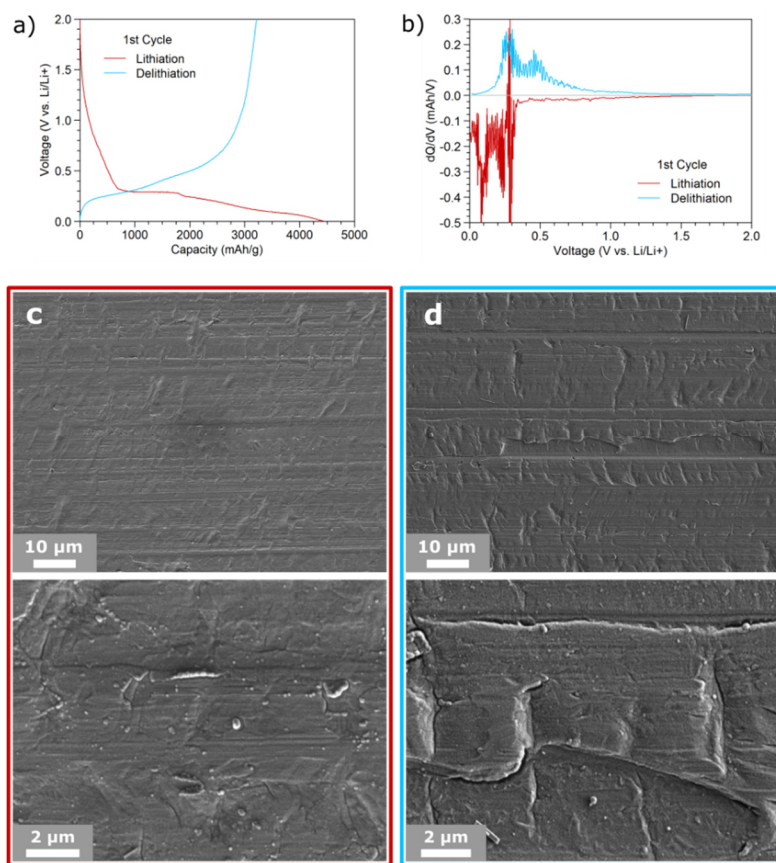 a)
2.0
1.5
1.0
0.5
0.0
Voltage (V vs. Li/Li+)
1st Cycle
Lithiation
Delithiation
0 1000 2000 3000 4000 5000
Capacity (mAh/g)
b)
0.3
0.2
0.1
0.0
-0.1
-0.2
-0.3
-0.4
-0.5
dQ/dV (mAh/V)
1st Cycle
Lithiation
Delithiation
0.0 0.5 1.0 1.5 2.0
Voltage (V vs. Li/Li+)
c
10 µm
2 µm
d
10 µm
2 µm